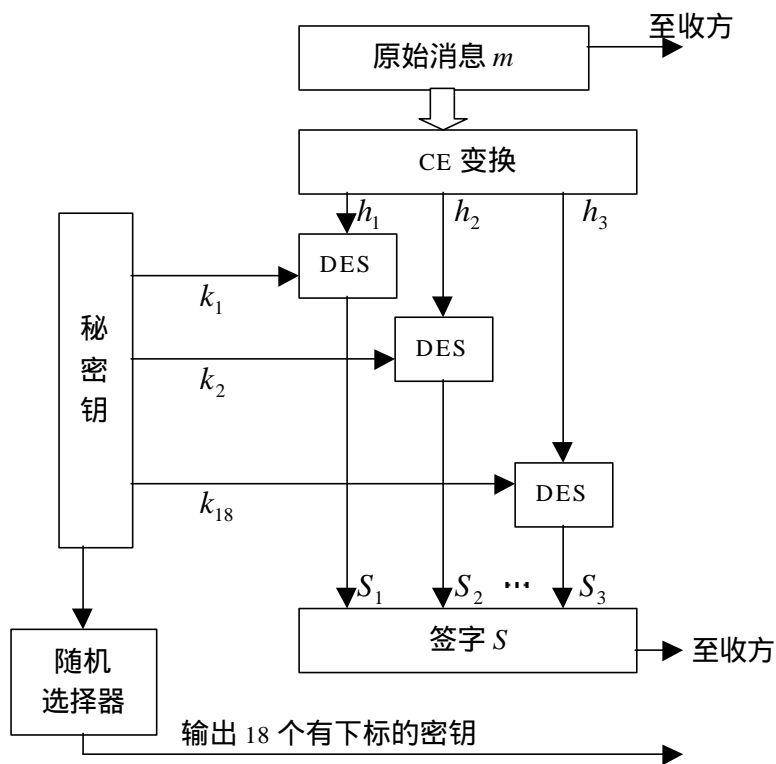 原始消息 m
至收方
CE 变换
h₁
h₂
h₃
DES
k₁
秘密钥
DES
k₂
DES
k₁₈
S₁
S₂
…
S₃
签字 S
至收方
随机
选择器
输出 18 个有下标的密钥